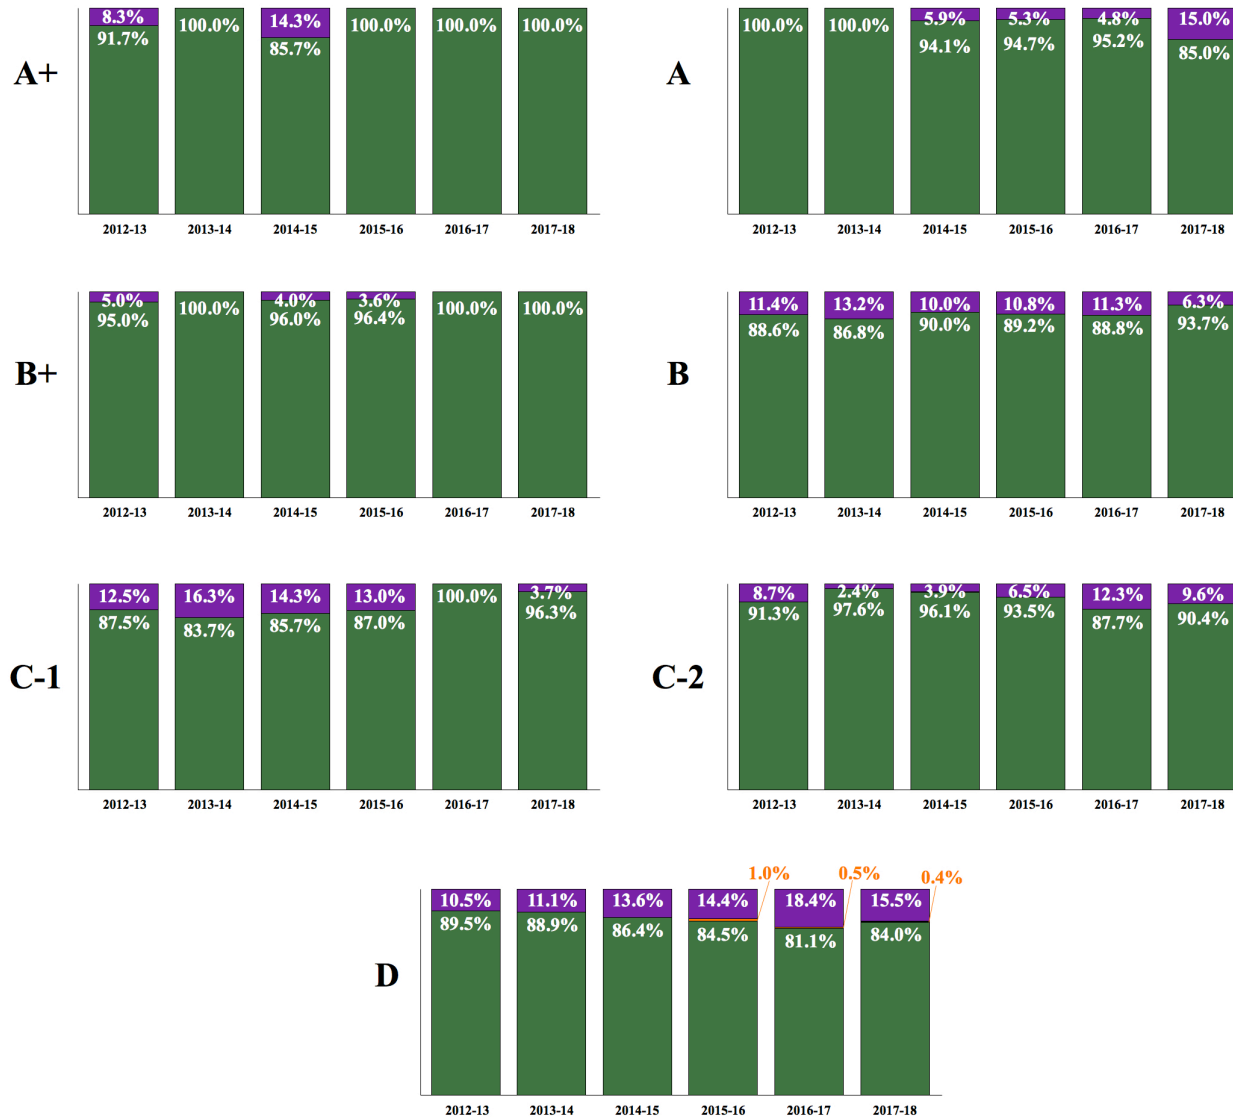 8.3% 100.0% 14.3% 100.0% 100.0% 100.0%
91.7% 85.7%
A+
2012-13 2013-14 2014-15 2015-16 2016-17 2017-18
100.0% 100.0% 5.9% 5.3% 4.8% 15.0%
94.1% 94.7% 95.2% 85.0%
A
2012-13 2013-14 2014-15 2015-16 2016-17 2017-18
5.0% 100.0% 4.0% 3.6% 100.0% 100.0%
95.0% 96.0% 96.4%
B+
2012-13 2013-14 2014-15 2015-16 2016-17 2017-18
11.4% 13.2% 10.0% 10.8% 11.3% 6.3%
88.6% 86.8% 90.0% 89.2% 88.8% 93.7%
B
2012-13 2013-14 2014-15 2015-16 2016-17 2017-18
12.5% 16.3% 14.3% 13.0% 100.0% 3.7%
87.5% 83.7% 85.7% 87.0% 96.3%
C-1
2012-13 2013-14 2014-15 2015-16 2016-17 2017-18
8.7% 2.4% 3.9% 6.5% 12.3% 9.6%
91.3% 97.6% 96.1% 93.5% 87.7% 90.4%
C-2
2012-13 2013-14 2014-15 2015-16 2016-17 2017-18
1.0% 0.5% 0.4%
10.5% 11.1% 13.6% 14.4% 18.4% 15.5%
89.5% 88.9% 86.4% 84.5% 81.1% 84.0%
D
2012-13 2013-14 2014-15 2015-16 2016-17 2017-18